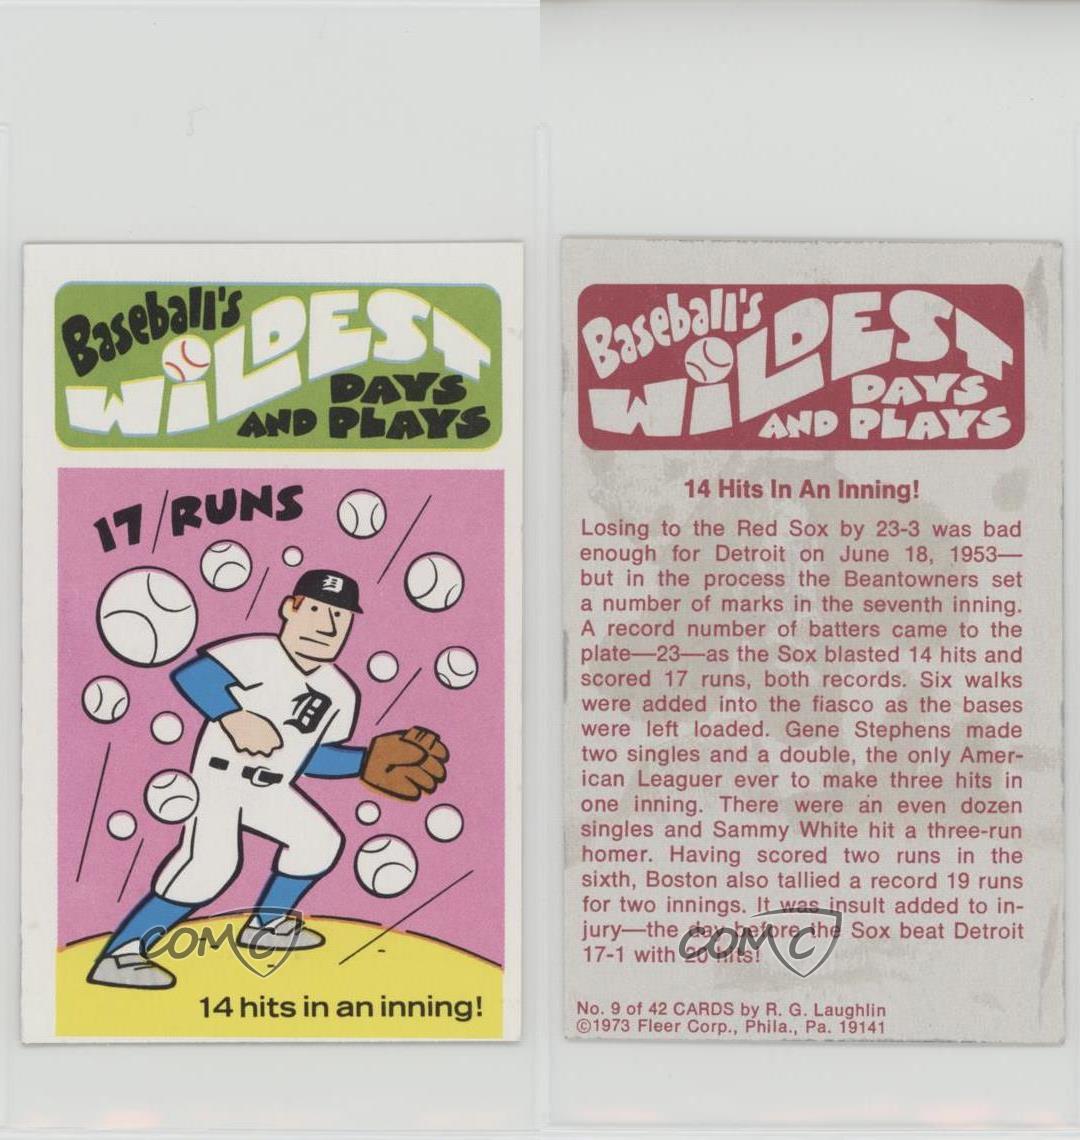 Baseball's
WiLDEST
DAYS
AND PLAYS
17 RUNS
D
D
14 hits in an inning!
COMC
Baseball's
WiLDEST
DAYS
AND PLAYS
14 Hits In An Inning!
Losing to the Red Sox by 23-3 was bad
enough for Detroit on June 18, 1953—
but in the process the Beantowners set
a number of marks in the seventh inning.
A record number of batters came to the
plate—23—as the Sox blasted 14 hits and
scored 17 runs, both records. Six walks
were added into the fiasco as the bases
were left loaded. Gene Stephens made
two singles and a double, the only Amer-
ican Leaguer ever to make three hits in
one inning. There were an even dozen
singles and Sammy White hit a three-run
homer. Having scored two runs in the
sixth, Boston also tallied a record 19 runs
for two innings. It was insult added to in-
jury—the day before the Sox beat Detroit
17-1 with 20 hits!
COMC
No. 9 of 42 CARDS by R. G. Laughlin
©1973 Fleer Corp., Phila., Pa. 19141